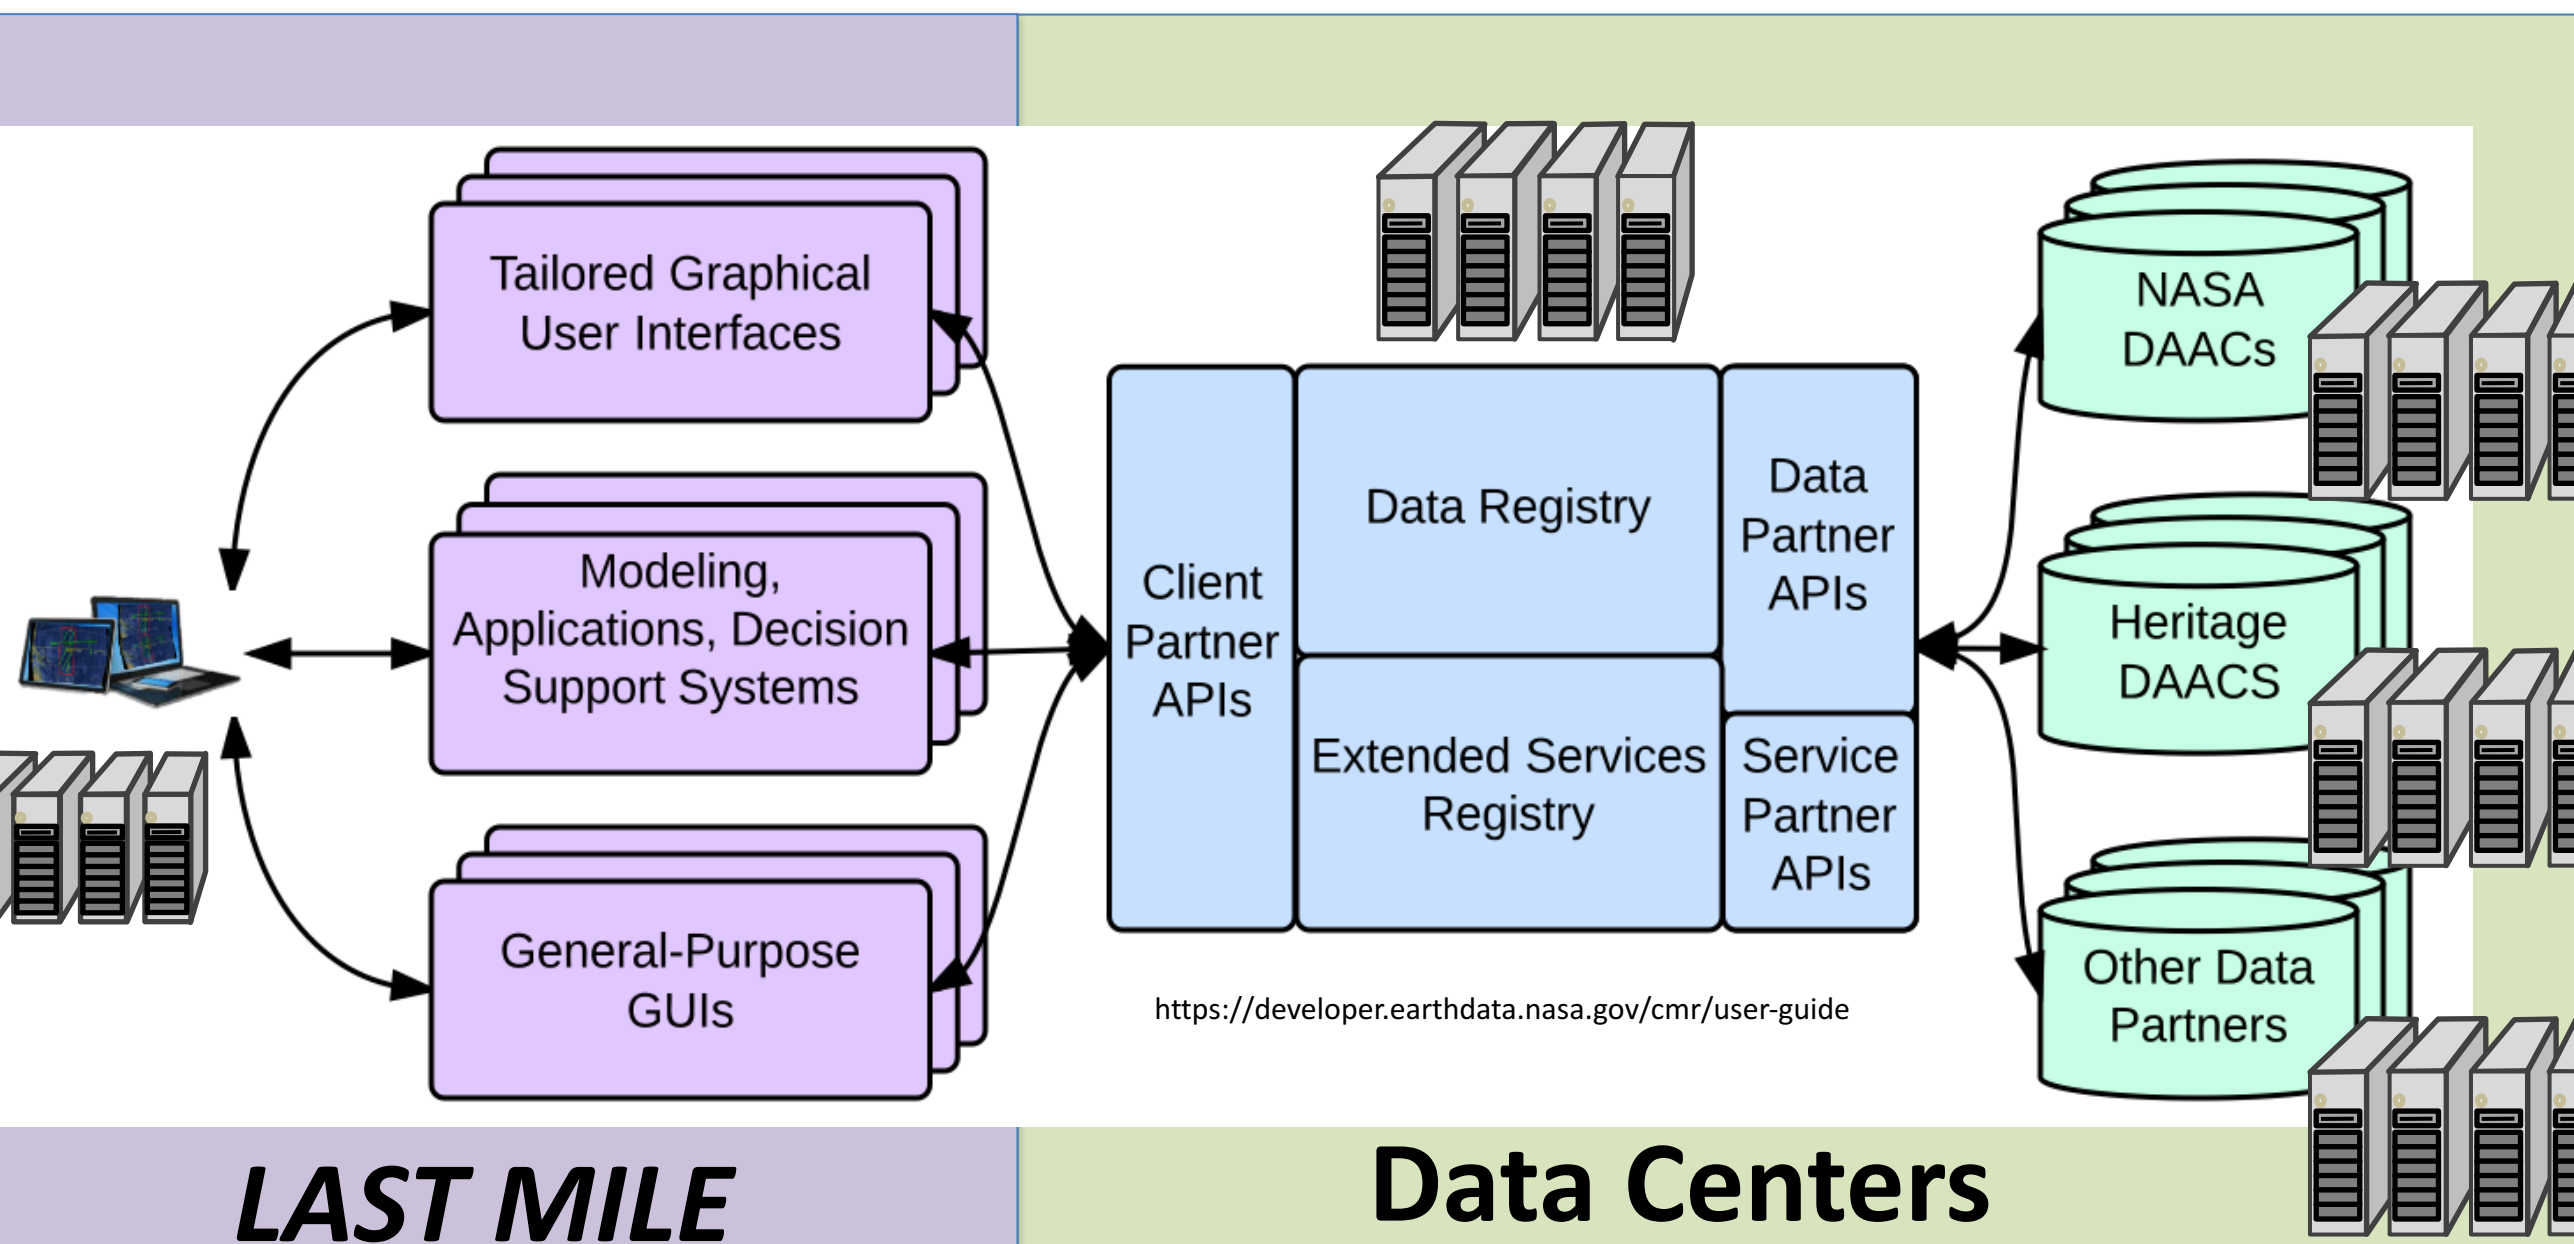 Tailored Graphical
User Interfaces
Modeling,
Applications, Decision
Support Systems
General-Purpose
GUIs
Client
Partner
APIs
Data Registry
Extended Services
Registry
Data
Partner
APIs
Service
Partner
APIs
NASA
DAACs
Heritage
DAACS
Other Data
Partners
https://developer.earthdata.nasa.gov/cmr/user-guide
LAST MILE
Data Centers